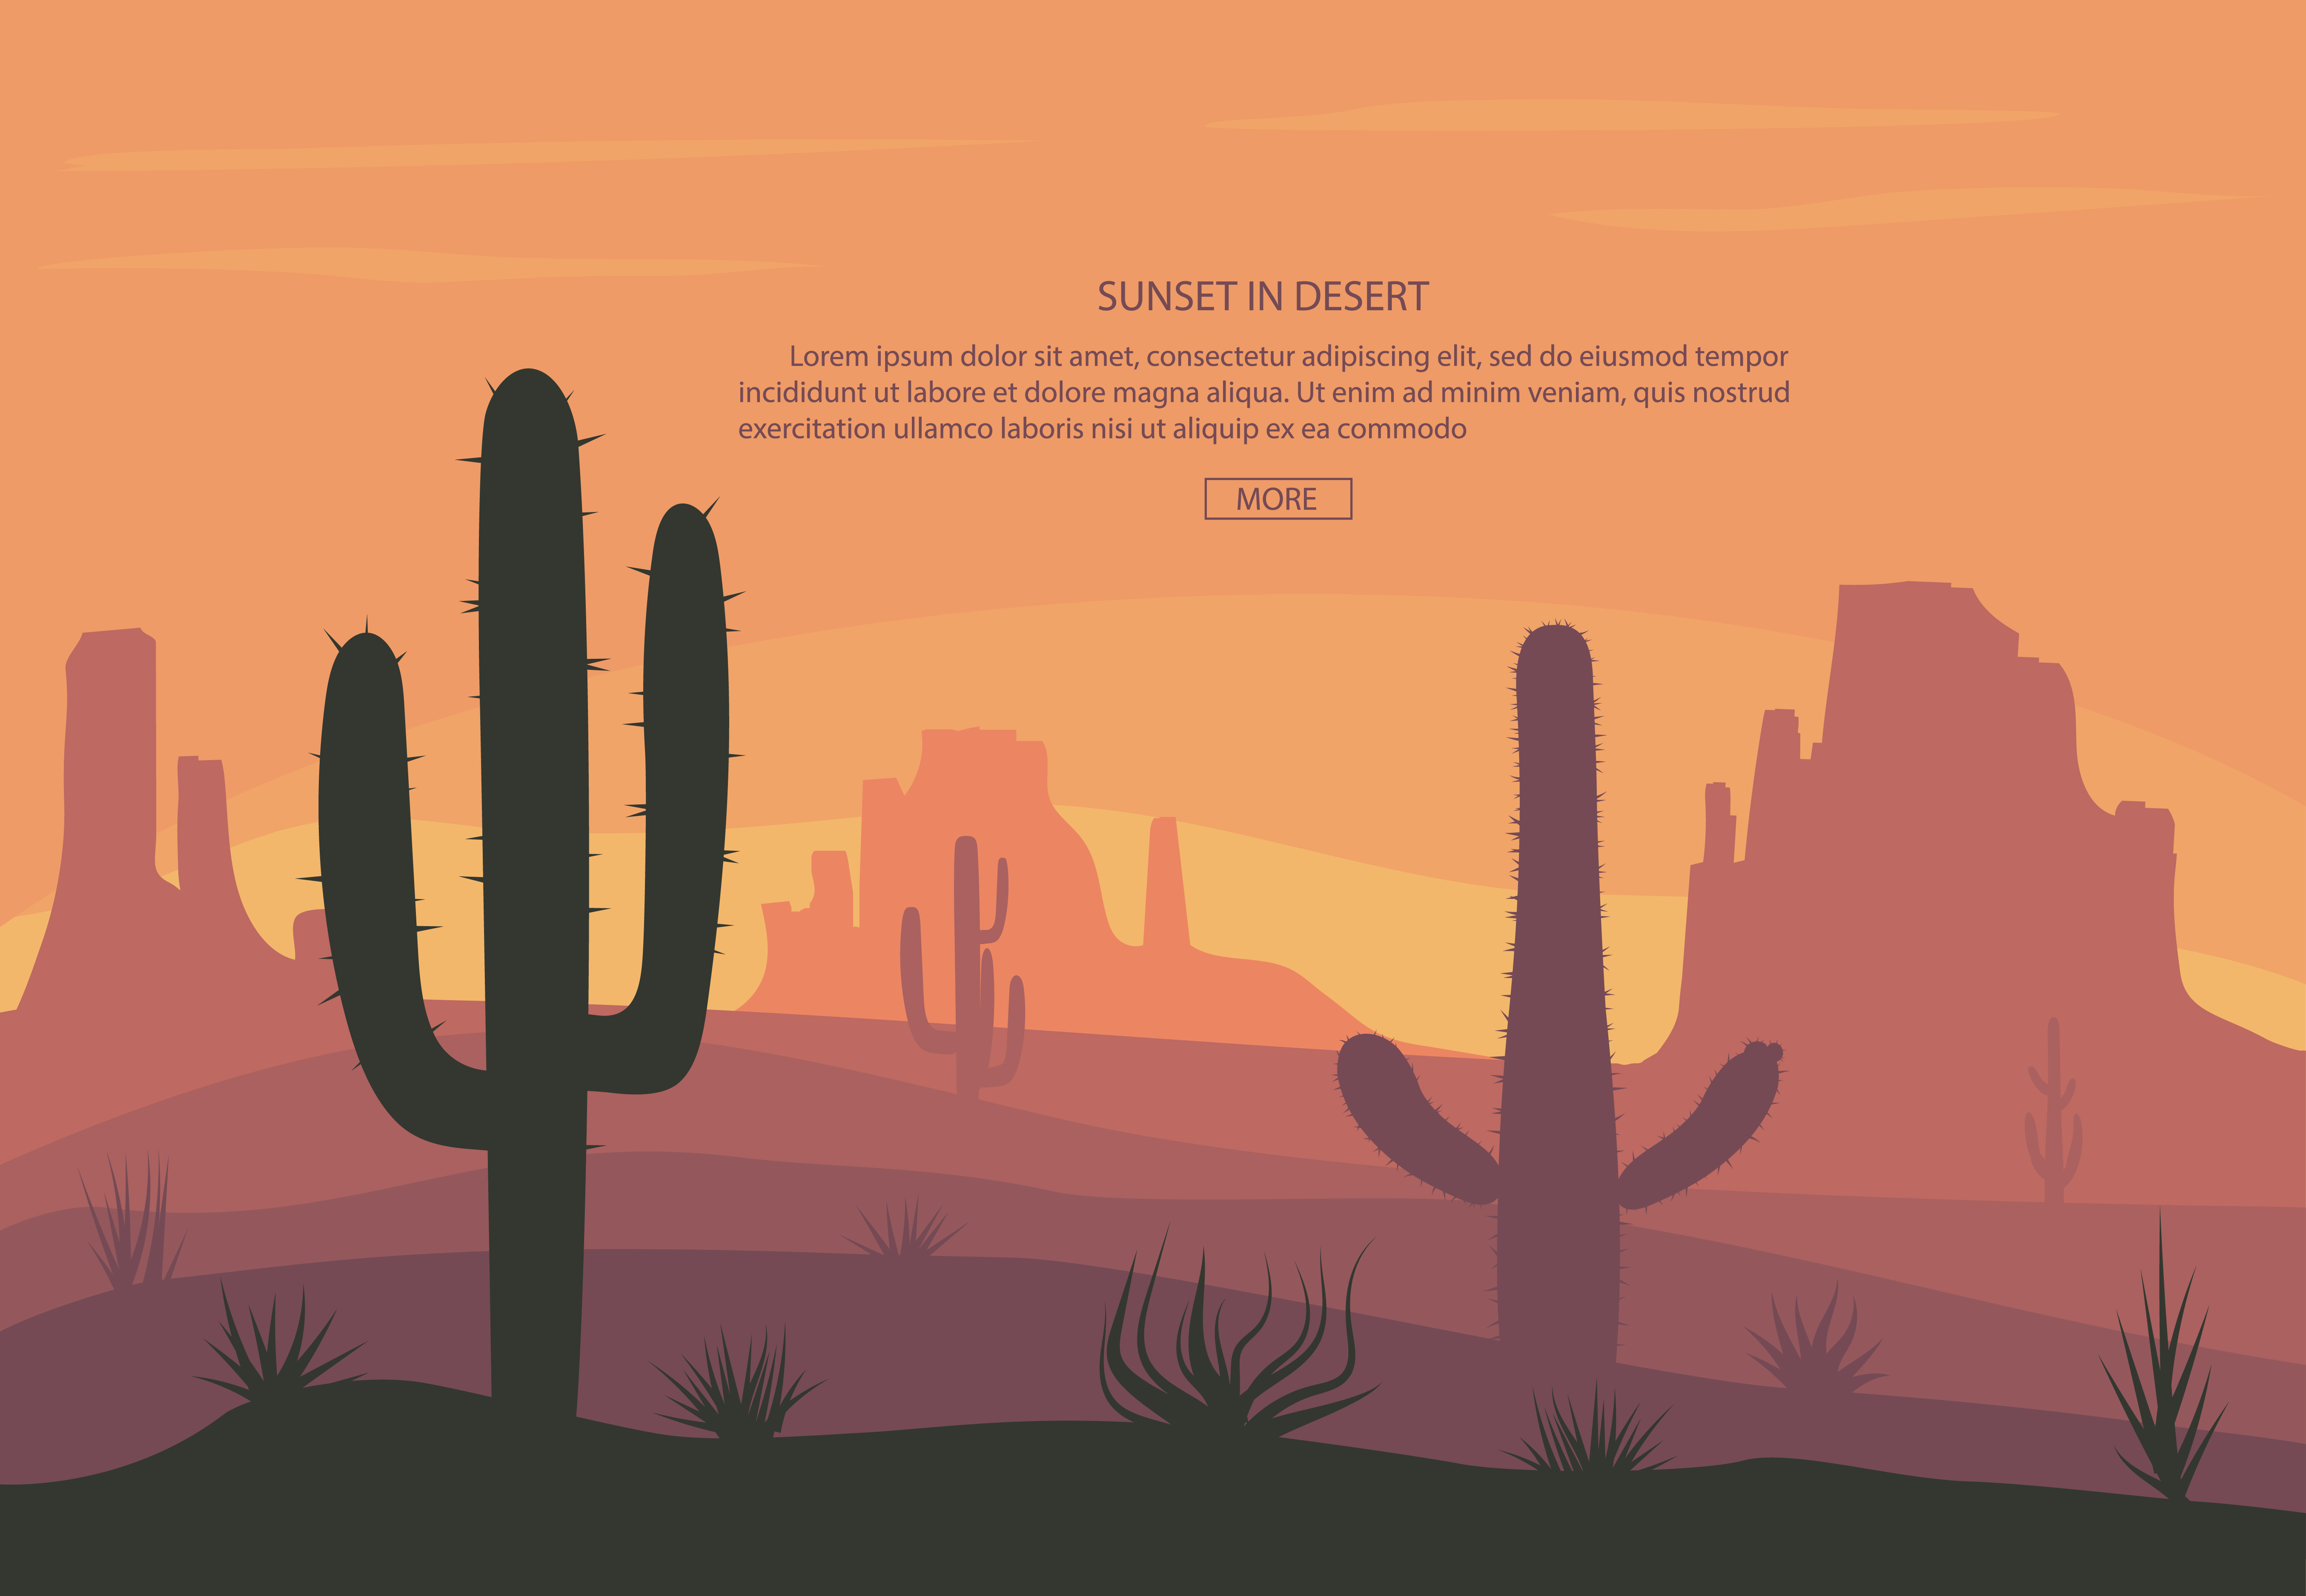 SUNSET IN DESERT
Lorem ipsum dolor sit amet, consectetur adipiscing elit, sed do eiusmod tempor
incididunt ut labore et dolore magna aliqua. Ut enim ad minim veniam, quis nostrud
exercitation ullamco laboris nisi ut aliquip ex ea commodo
MORE